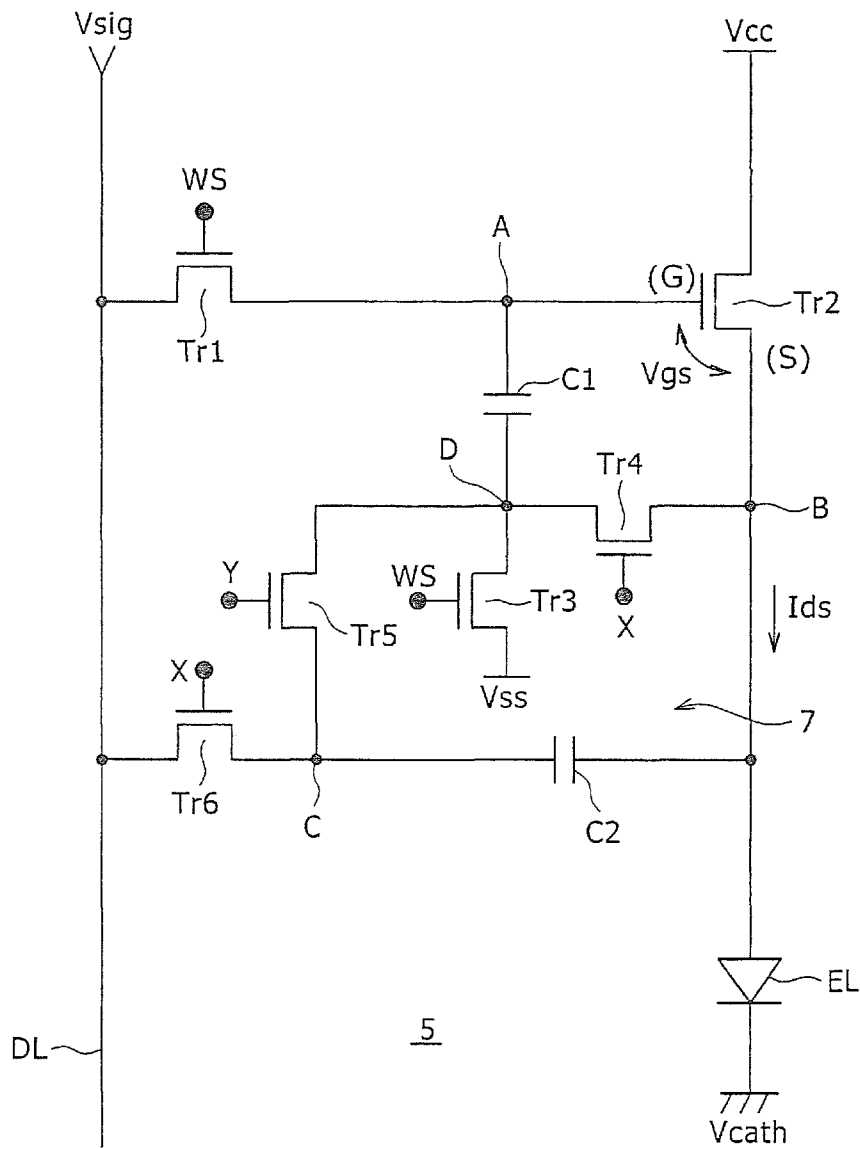 Vsig
Vcc
WS
A
(G)
Tr2
Tr1
(S)
Vgs
C1
D
Tr4
B
Y
WS
Tr3
Ids
Tr5
X
X
Vss
7
Tr6
C
C2
EL
5
DL
Vcath